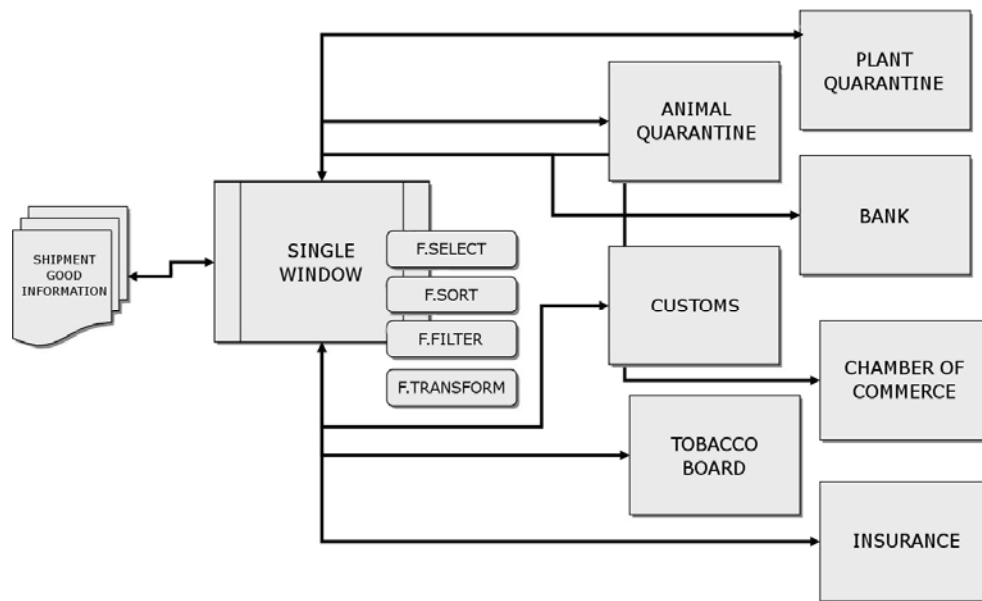 PLANT
QUARANTINE
ANIMAL
QUARANTINE
BANK
SHIPMENT
GOOD
INFORMATION
SINGLE
WINDOW
F.SELECT
F.SORT
F.FILTER
F.TRANSFORM
CUSTOMS
CHAMBER OF
COMMERCE
TOBACCO
BOARD
INSURANCE